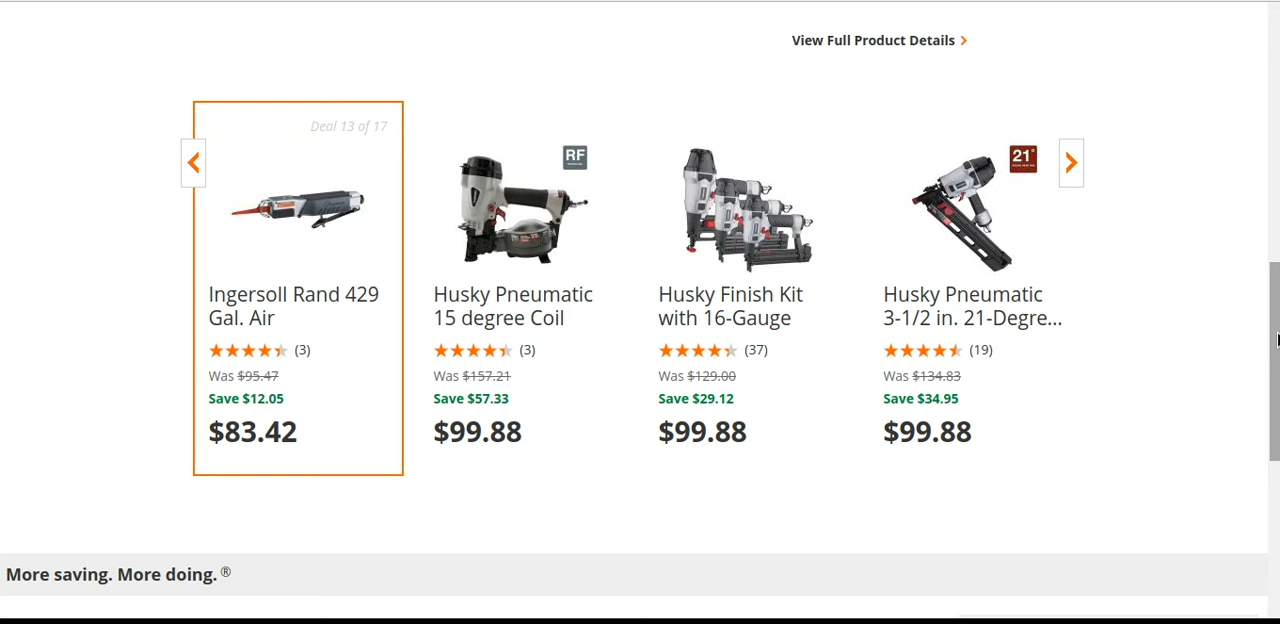 View Full Product Details
Deal 13 of 17
Ingersoll Rand 429
Gal. Air
(3)
Was $95.47
Save $12.05
$83.42
RF
Husky Pneumatic
15 degree Coil
(3)
Was $157.21
Save $57.33
$99.88
Husky Finish Kit
with 16-Gauge
(37)
Was $129.00
Save $29.12
$99.88
21°
Husky Pneumatic
3-1/2 in. 21-Degre...
(19)
Was $134.83
Save $34.95
$99.88
More saving. More doing.®